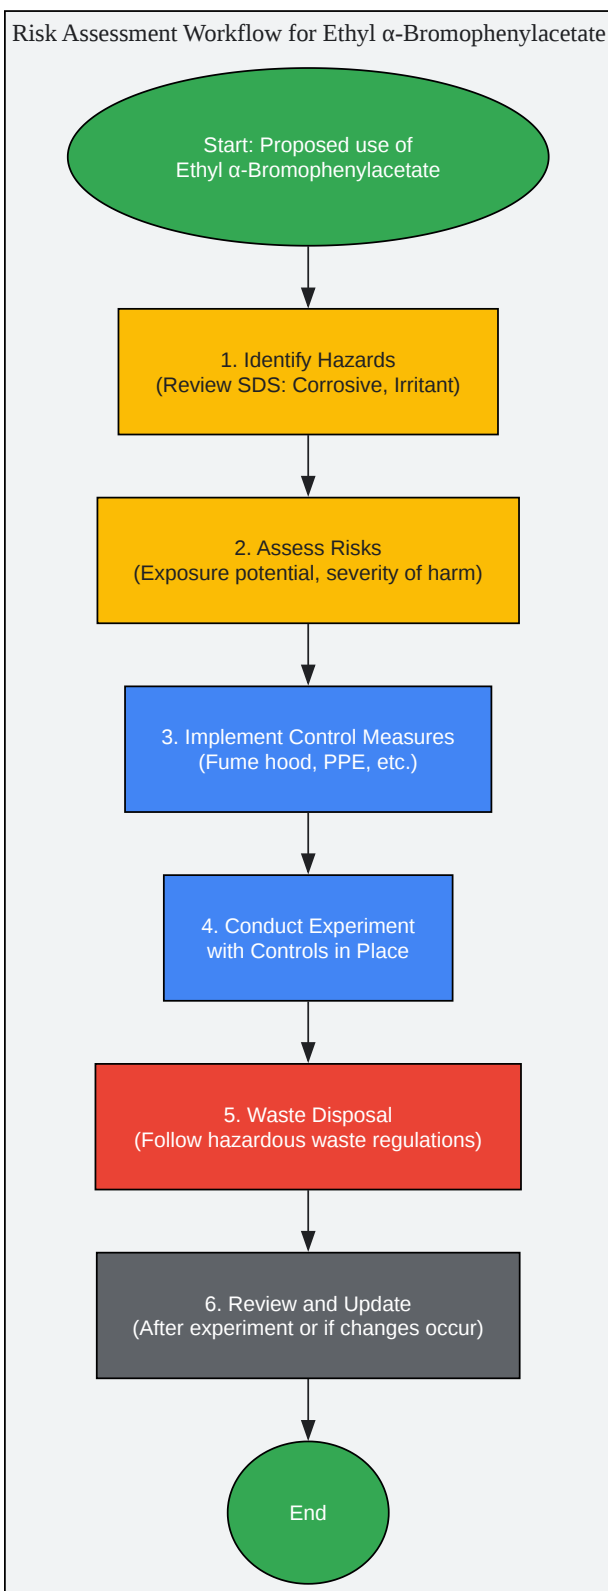 Risk Assessment Workflow for Ethyl α-Bromophenylacetate
Start: Proposed use of
Ethyl α-Bromophenylacetate
1. Identify Hazards
(Review SDS: Corrosive, Irritant)
2. Assess Risks
(Exposure potential, severity of harm)
3. Implement Control Measures
(Fume hood, PPE, etc.)
4. Conduct Experiment
with Controls in Place
5. Waste Disposal
(Follow hazardous waste regulations)
6. Review and Update
(After experiment or if changes occur)
End